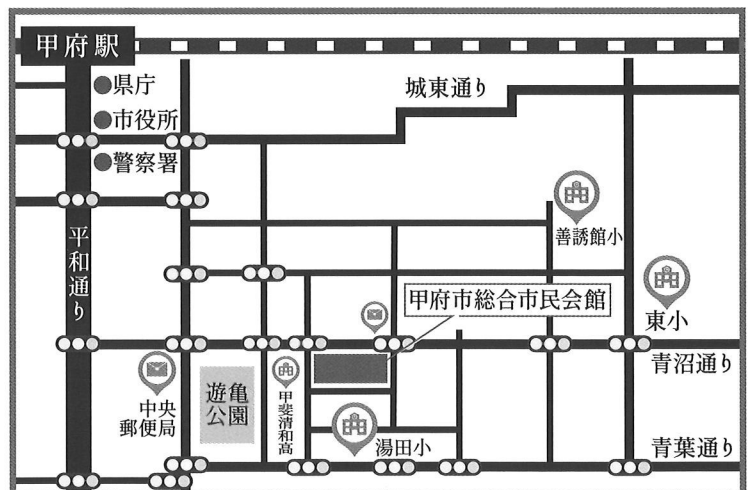 甲府駅
県庁
市役所
警察署
城東通り
平和通り
善誘館小
東小
甲府市総合市民会館
青沼通り
中央
郵便局
遊亀
公園
甲斐清和高
湯田小
青葉通り